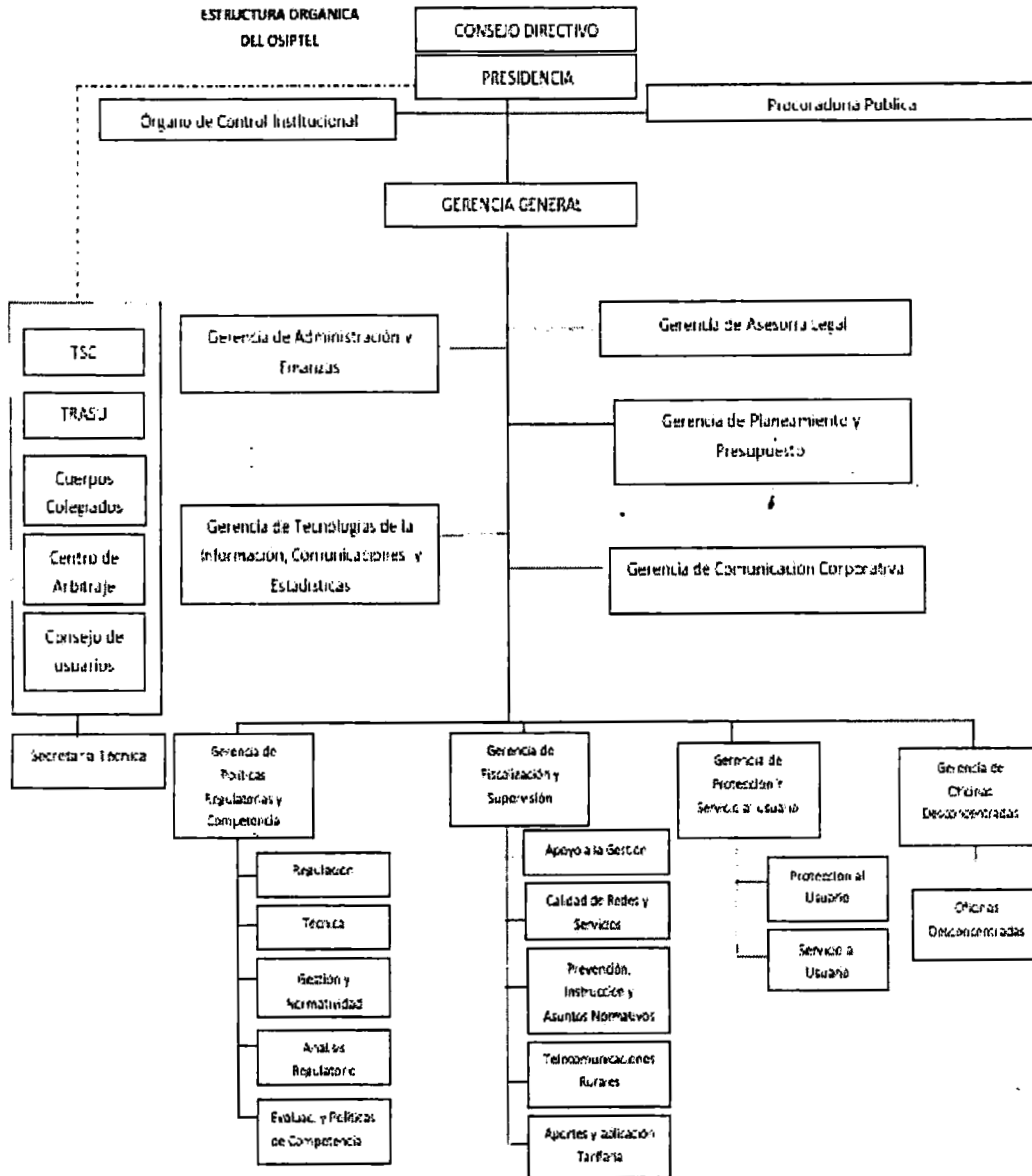 ESTRUCTURA ORGANICA
DEL OSIPTEL
CONSEJO DIRECTIVO
PRESIDENCIA
Órgano de Control Institucional
Procaraduria Publica
GERENCIA GENERAL
TSC
TRASU
Cuerpos
Colegiados
Centro de
Arbitraje
Consejo de
usuarios
Secretaria Técnica
Gerencia de Administración y
Finanzas
Gerencia de Asesoria Legal
Gerencia de Planeamiento y
Presupuesto
Gerencia de Tecnologías de la
Información, Comunicaciones y
Estadísticas
Gerencia de Comunicación Corporativa
Gerencia de
Políticas
Regulatorias y
Competencia
Regulación
Técnica
Gestión y
Normatividad
Análisis
Regulatorio
Evaluac. y Políticas
de Competencia
Gerencia de
Fiscalización y
Supervisión
Apoyo a la Gestión
Calidad de Redes y
Servicios
Prevención,
Instrucción y
Asuntos Normativos
Telecomunicaciones
Rurales
Aportes y aplicación
Tarifaria
Gerencia de
Protección Y
Servicio al usuario
Protección al
Usuario
Servicio a
Usuario
Gerencia de
Oficinas
Desconcentradas
Oficinas
Desconcentradas